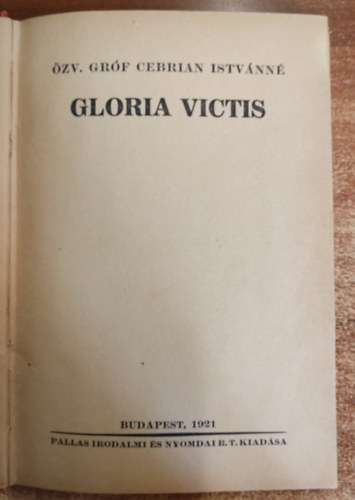 ÖZV. GRÓF CEBRIAN ISTVÁNNÉ
GLORIA VICTIS
BUDAPEST, 1921
PALLAS IRODALMI ÉS NYOMDAI R. T. KIADÁSA